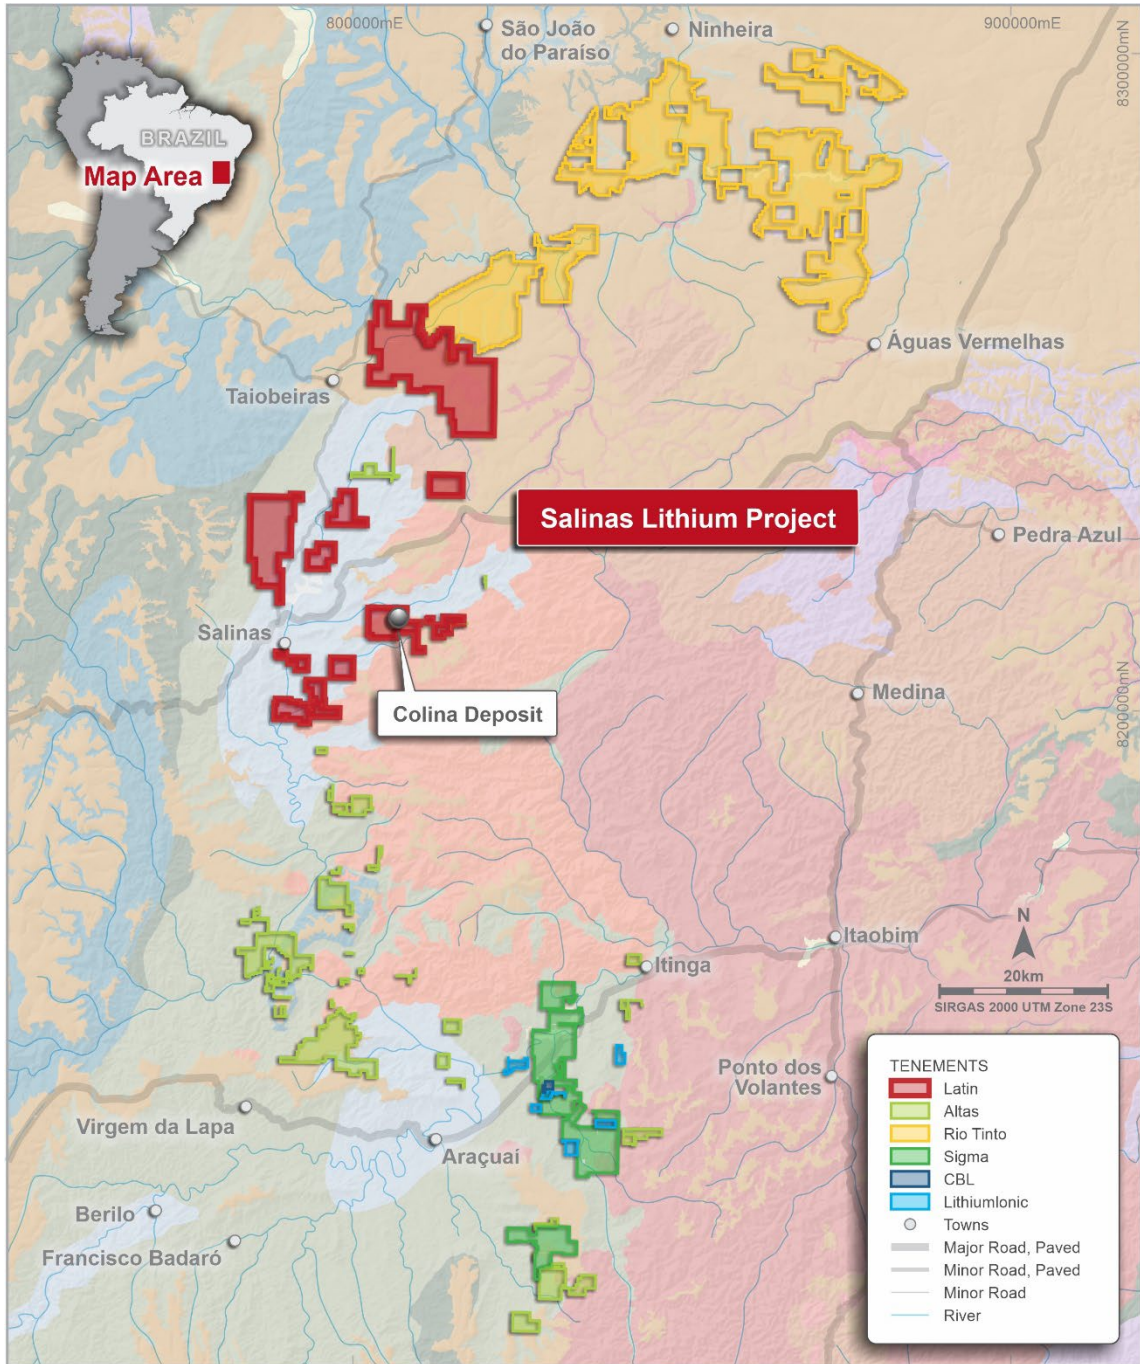 800000mE
900000mE
São João
do Paraíso
Ninheira
8300000mN
BRAZIL
Map Area
Águas Vermelhas
Taiobeiras
Salinas Lithium Project
Pedra Azul
Salinas
Medina
Colina Deposit
8200000mN
Itaobim
N
Itinga
20km
SIRGAS 2000 UTM Zone 23S
Ponto dos
Volantes
Virgem da Lapa
Araçuaí
Berilo
Francisco Badaró
TENEMENTS
Latin
Altas
Rio Tinto
Sigma
CBL
LithiumIonic
Towns
Major Road, Paved
Minor Road, Paved
Minor Road
River